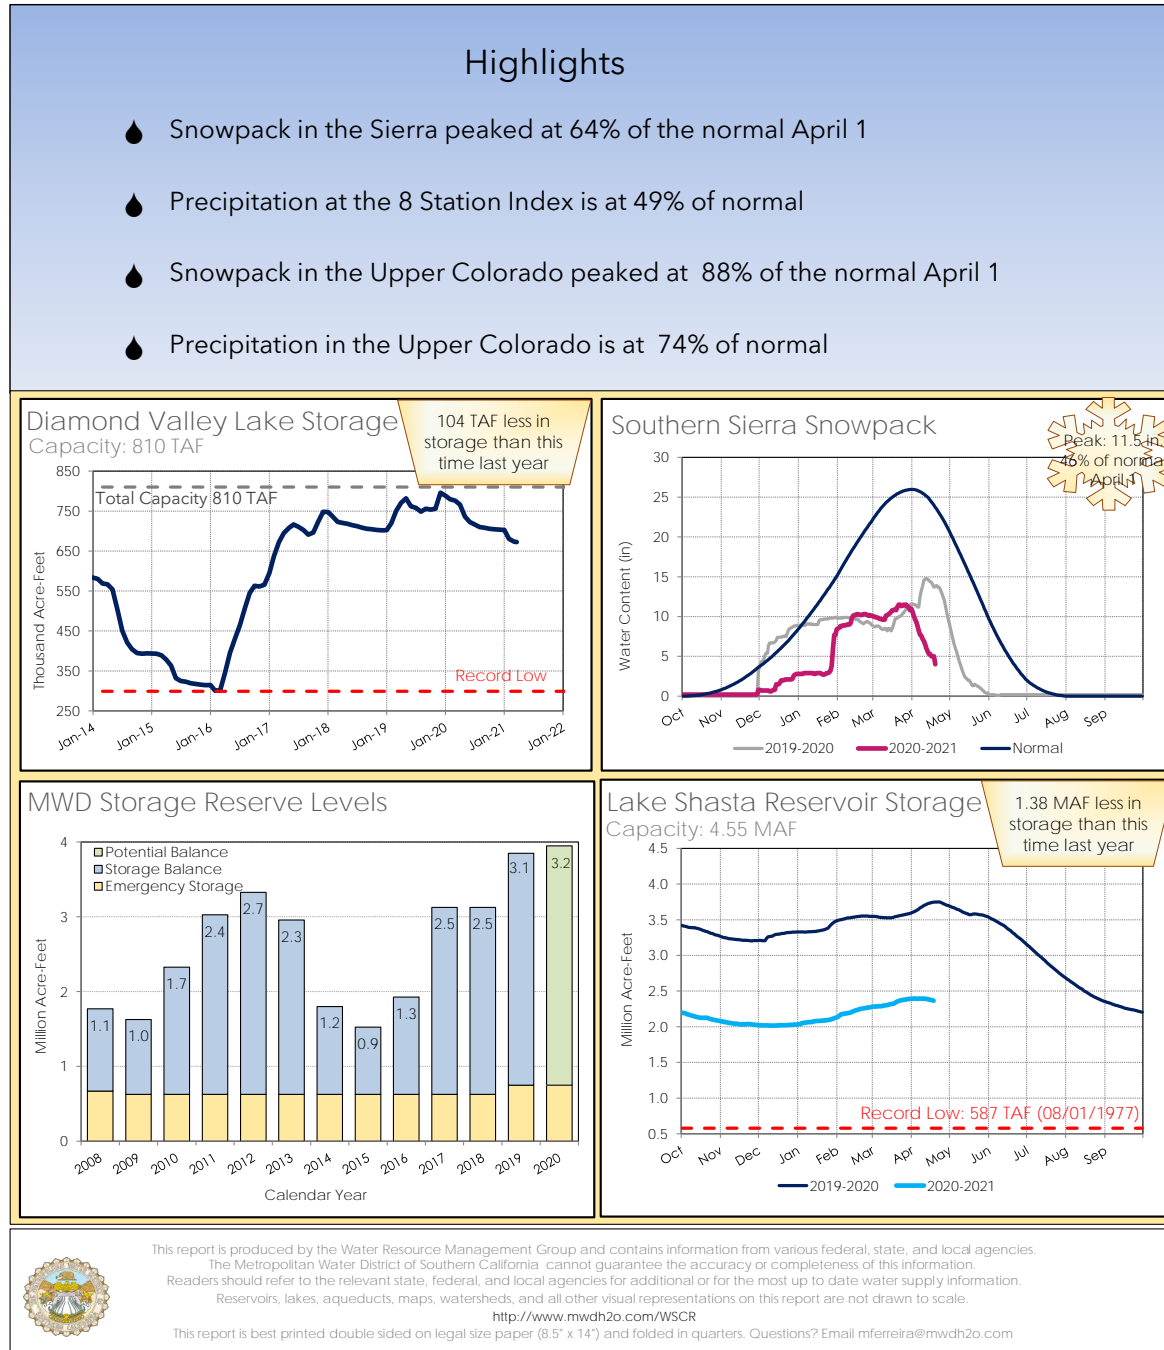 Highlights
Snowpack in the Sierra peaked at 64% of the normal April 1
Precipitation at the 8 Station Index is at 49% of normal
Snowpack in the Upper Colorado peaked at 88% of the normal April 1
Precipitation in the Upper Colorado is at 74% of normal
Diamond Valley Lake Storage
Capacity: 810 TAF
104 TAF less in
storage than this
time last year
850
750
650
550
450
350
250
Thousand Acre-Feet
Total Capacity 810 TAF
Record Low
Jan-14 Jan-15 Jan-16 Jan-17 Jan-18 Jan-19 Jan-20 Jan-21 Jan-22
Southern Sierra Snowpack
Peak: 11.5 in
46% of normal
April 1
30
25
20
15
10
5
0
Water Content (in)
Oct Nov Dec Jan Feb Mar Apr May Jun Jul Aug Sep
2019-2020 2020-2021 Normal
MWD Storage Reserve Levels
4
3
2
1
0
Million Acre-Feet
Potential Balance
Storage Balance
Emergency Storage
1.1 1.0 1.7 2.4 2.7 2.3 1.2 0.9 1.3 2.5 2.5 3.1 3.2
2008 2009 2010 2011 2012 2013 2014 2015 2016 2017 2018 2019 2020
Calendar Year
Lake Shasta Reservoir Storage
Capacity: 4.55 MAF
1.38 MAF less in
storage than this
time last year
4.5
4.0
3.5
3.0
2.5
2.0
1.5
1.0
0.5
Million Acre-Feet
Record Low: 587 TAF (08/01/1977)
Oct Nov Dec Jan Feb Mar Apr May Jun Jul Aug Sep
2019-2020 2020-2021
This report is produced by the Water Resource Management Group and contains information from various federal, state, and local agencies.
The Metropolitan Water District of Southern California cannot guarantee the accuracy or completeness of this information.
Readers should refer to the relevant state, federal, and local agencies for additional or for the most up to date water supply information.
Reservoirs, lakes, aqueducts, maps, watersheds, and all other visual representations on this report are not drawn to scale.
http://www.mwdh2o.com/WSCR
This report is best printed double sided on legal size paper (8.5" x 14") and folded in quarters. Questions? Email mferreira@mwdh2o.com